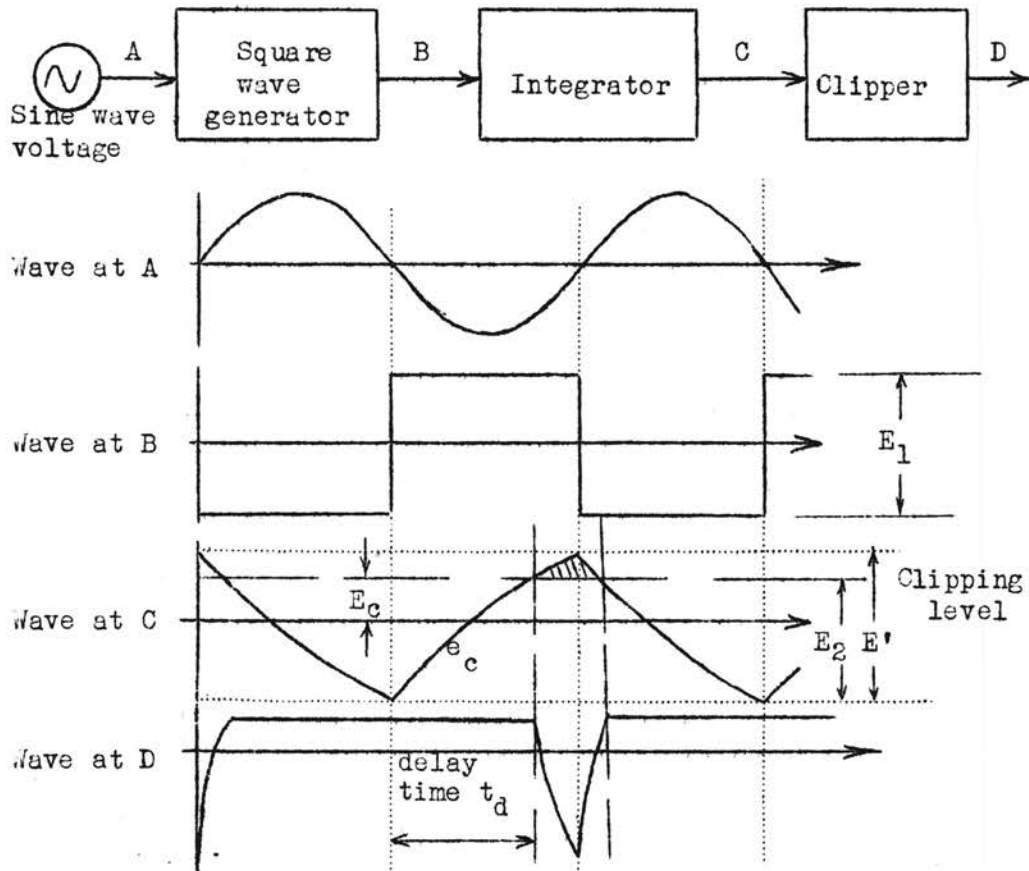 A
B
C
D
Square
wave
generator
Integrator
Clipper
Sine wave
voltage
Wave at A
Wave at B
E1
Wave at C
Ec
ec
E2
E'
Clipping
level
Wave at D
delay
time td